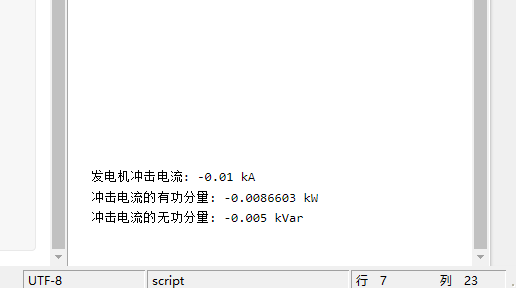 发电机冲击电流: -0.01 kA
冲击电流的有功分量: -0.0086603 kW
冲击电流的无功分量: -0.005 kVar
UTF-8 script 行 7 列 23